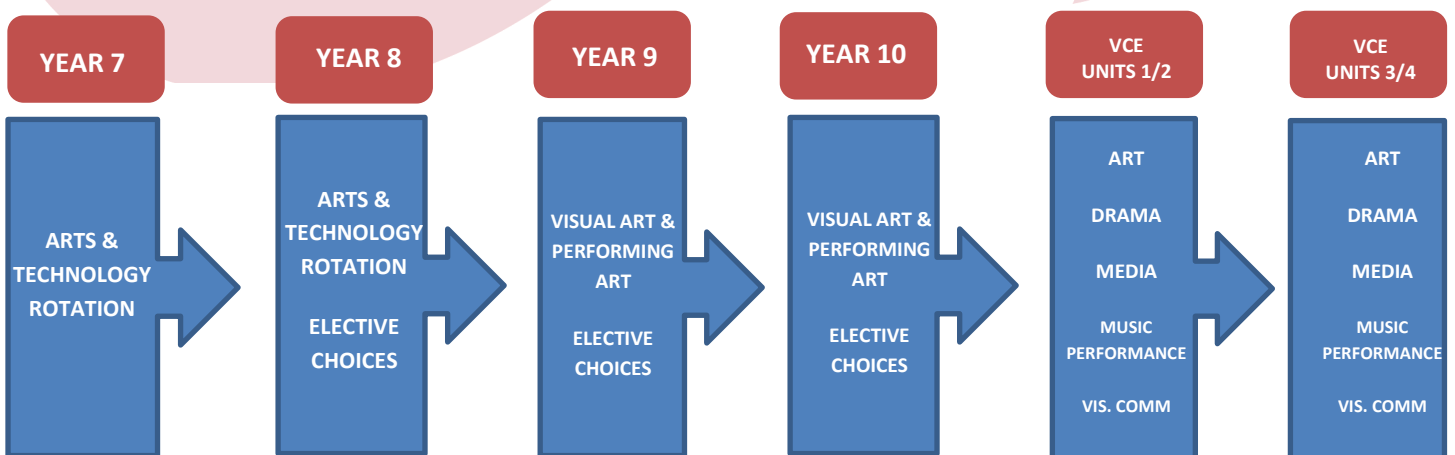 YEAR 7
ARTS &
TECHNOLOGY
ROTATION
YEAR 8
ARTS &
TECHNOLOGY
ROTATION
ELECTIVE
CHOICES
YEAR 9
VISUAL ART &
PERFORMING
ART
ELECTIVE
CHOICES
YEAR 10
VISUAL ART &
PERFORMING
ART
ELECTIVE
CHOICES
VCE
UNITS 1/2
ART
DRAMA
MEDIA
MUSIC
PERFORMANCE
VIS. COMM
VCE
UNITS 3/4
ART
DRAMA
MEDIA
MUSIC
PERFORMANCE
VIS. COMM